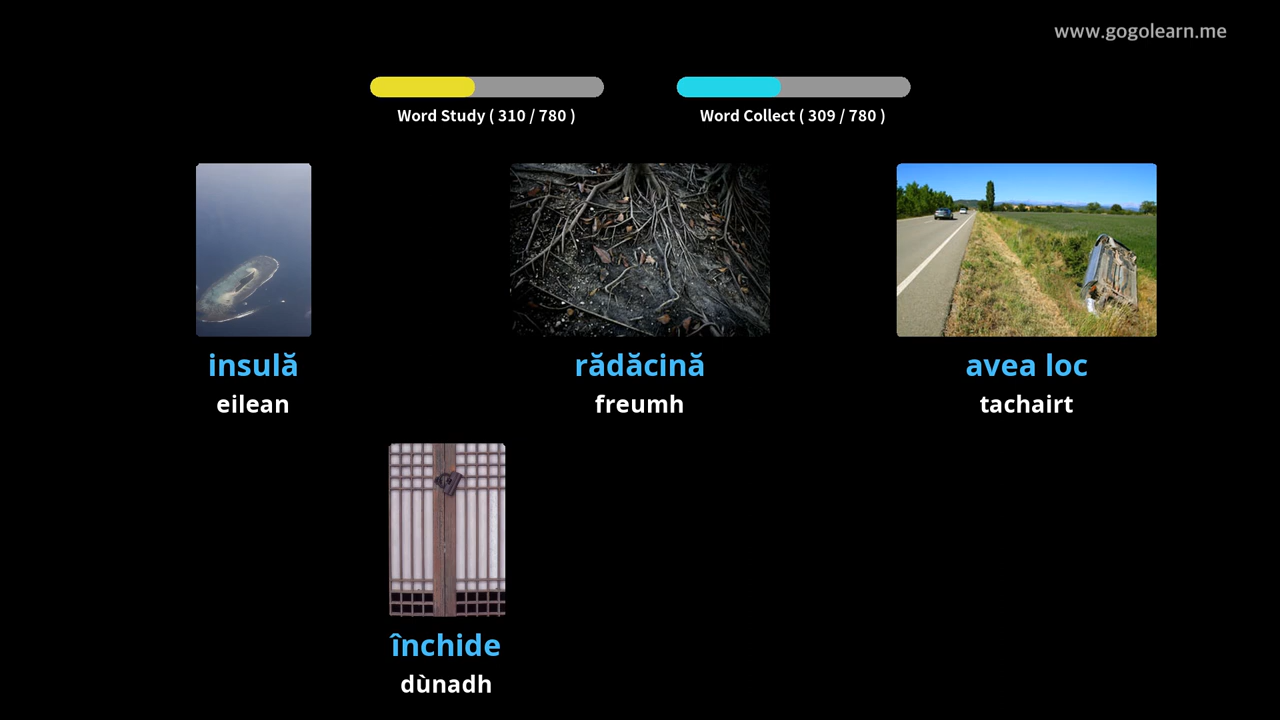 www.gogolearn.me
Word Study ( 310 / 780 )
Word Collect ( 309 / 780 )
insulă
eilean
rădăcină
freumh
avea loc
tachairt
închide
dùnadh